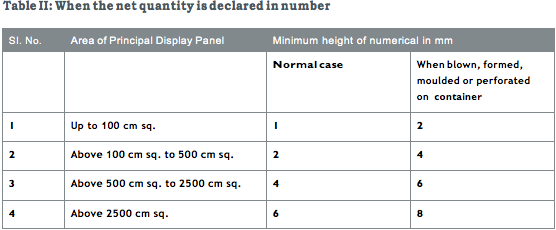 Table II: When the net quantity is declared in number
Sl. No. Area of Principal Display Panel Minimum height of numerical in mm
Normal case When blown, formed,
moulded or perforated
on container
1 Up to 100 cm sq. 1 2
2 Above 100 cm sq. to 500 cm sq. 2 4
3 Above 500 cm sq. to 2500 cm sq. 4 6
4 Above 2500 cm sq. 6 8